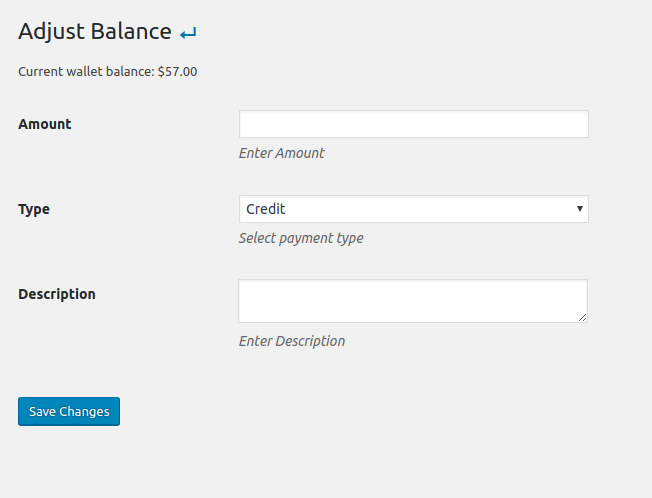 Adjust Balance
Current wallet balance: $57.00
Amount
Enter Amount
Type
Credit
Select payment type
Description
Enter Description
Save Changes